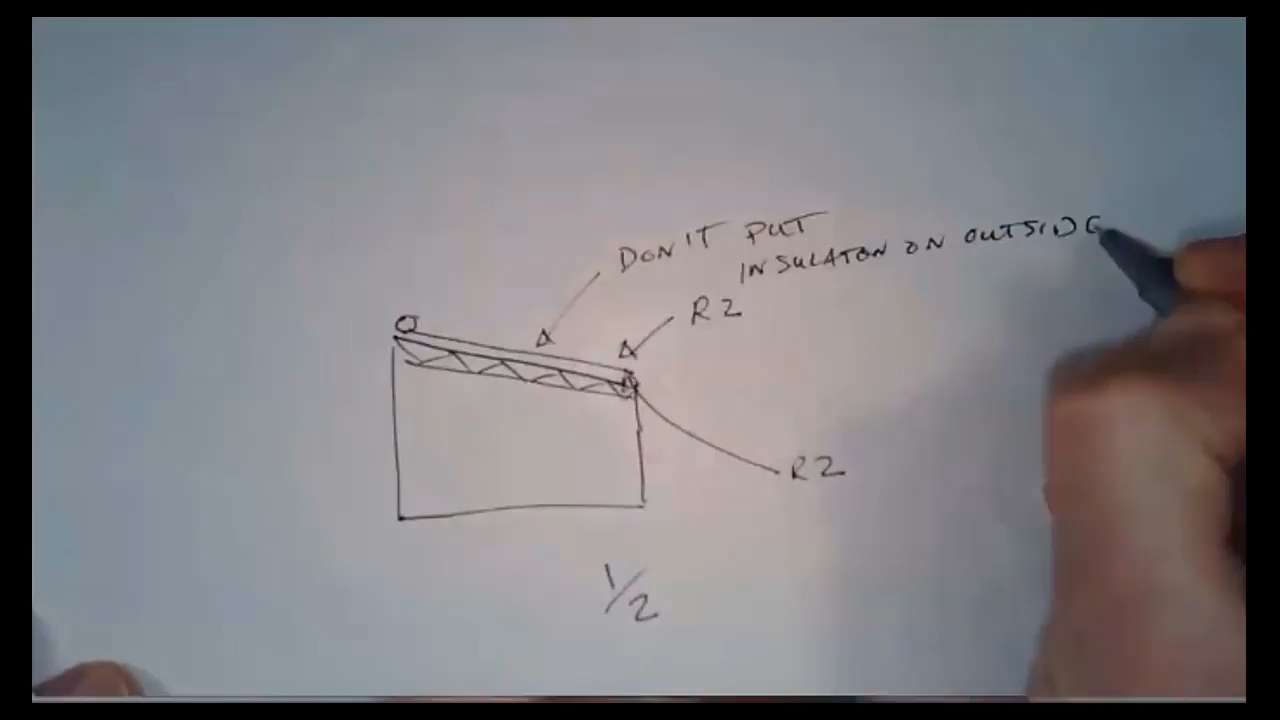 DON'T PUT
INSULATON ON OUTSIDE
R2
R2
1/2